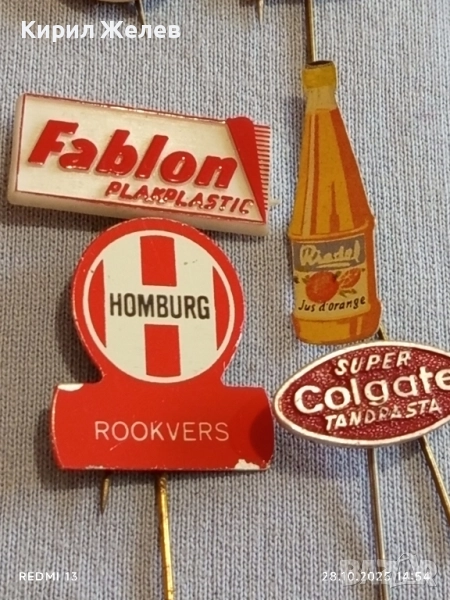 Кирил Желев
Fablon
PLAKPLASTIC
HOMBURG
ROOKVERS
Riedel
Jus d'orange
SUPER
Colgate
TANDPASTA
REDMI 13
28.10.2025 14:54